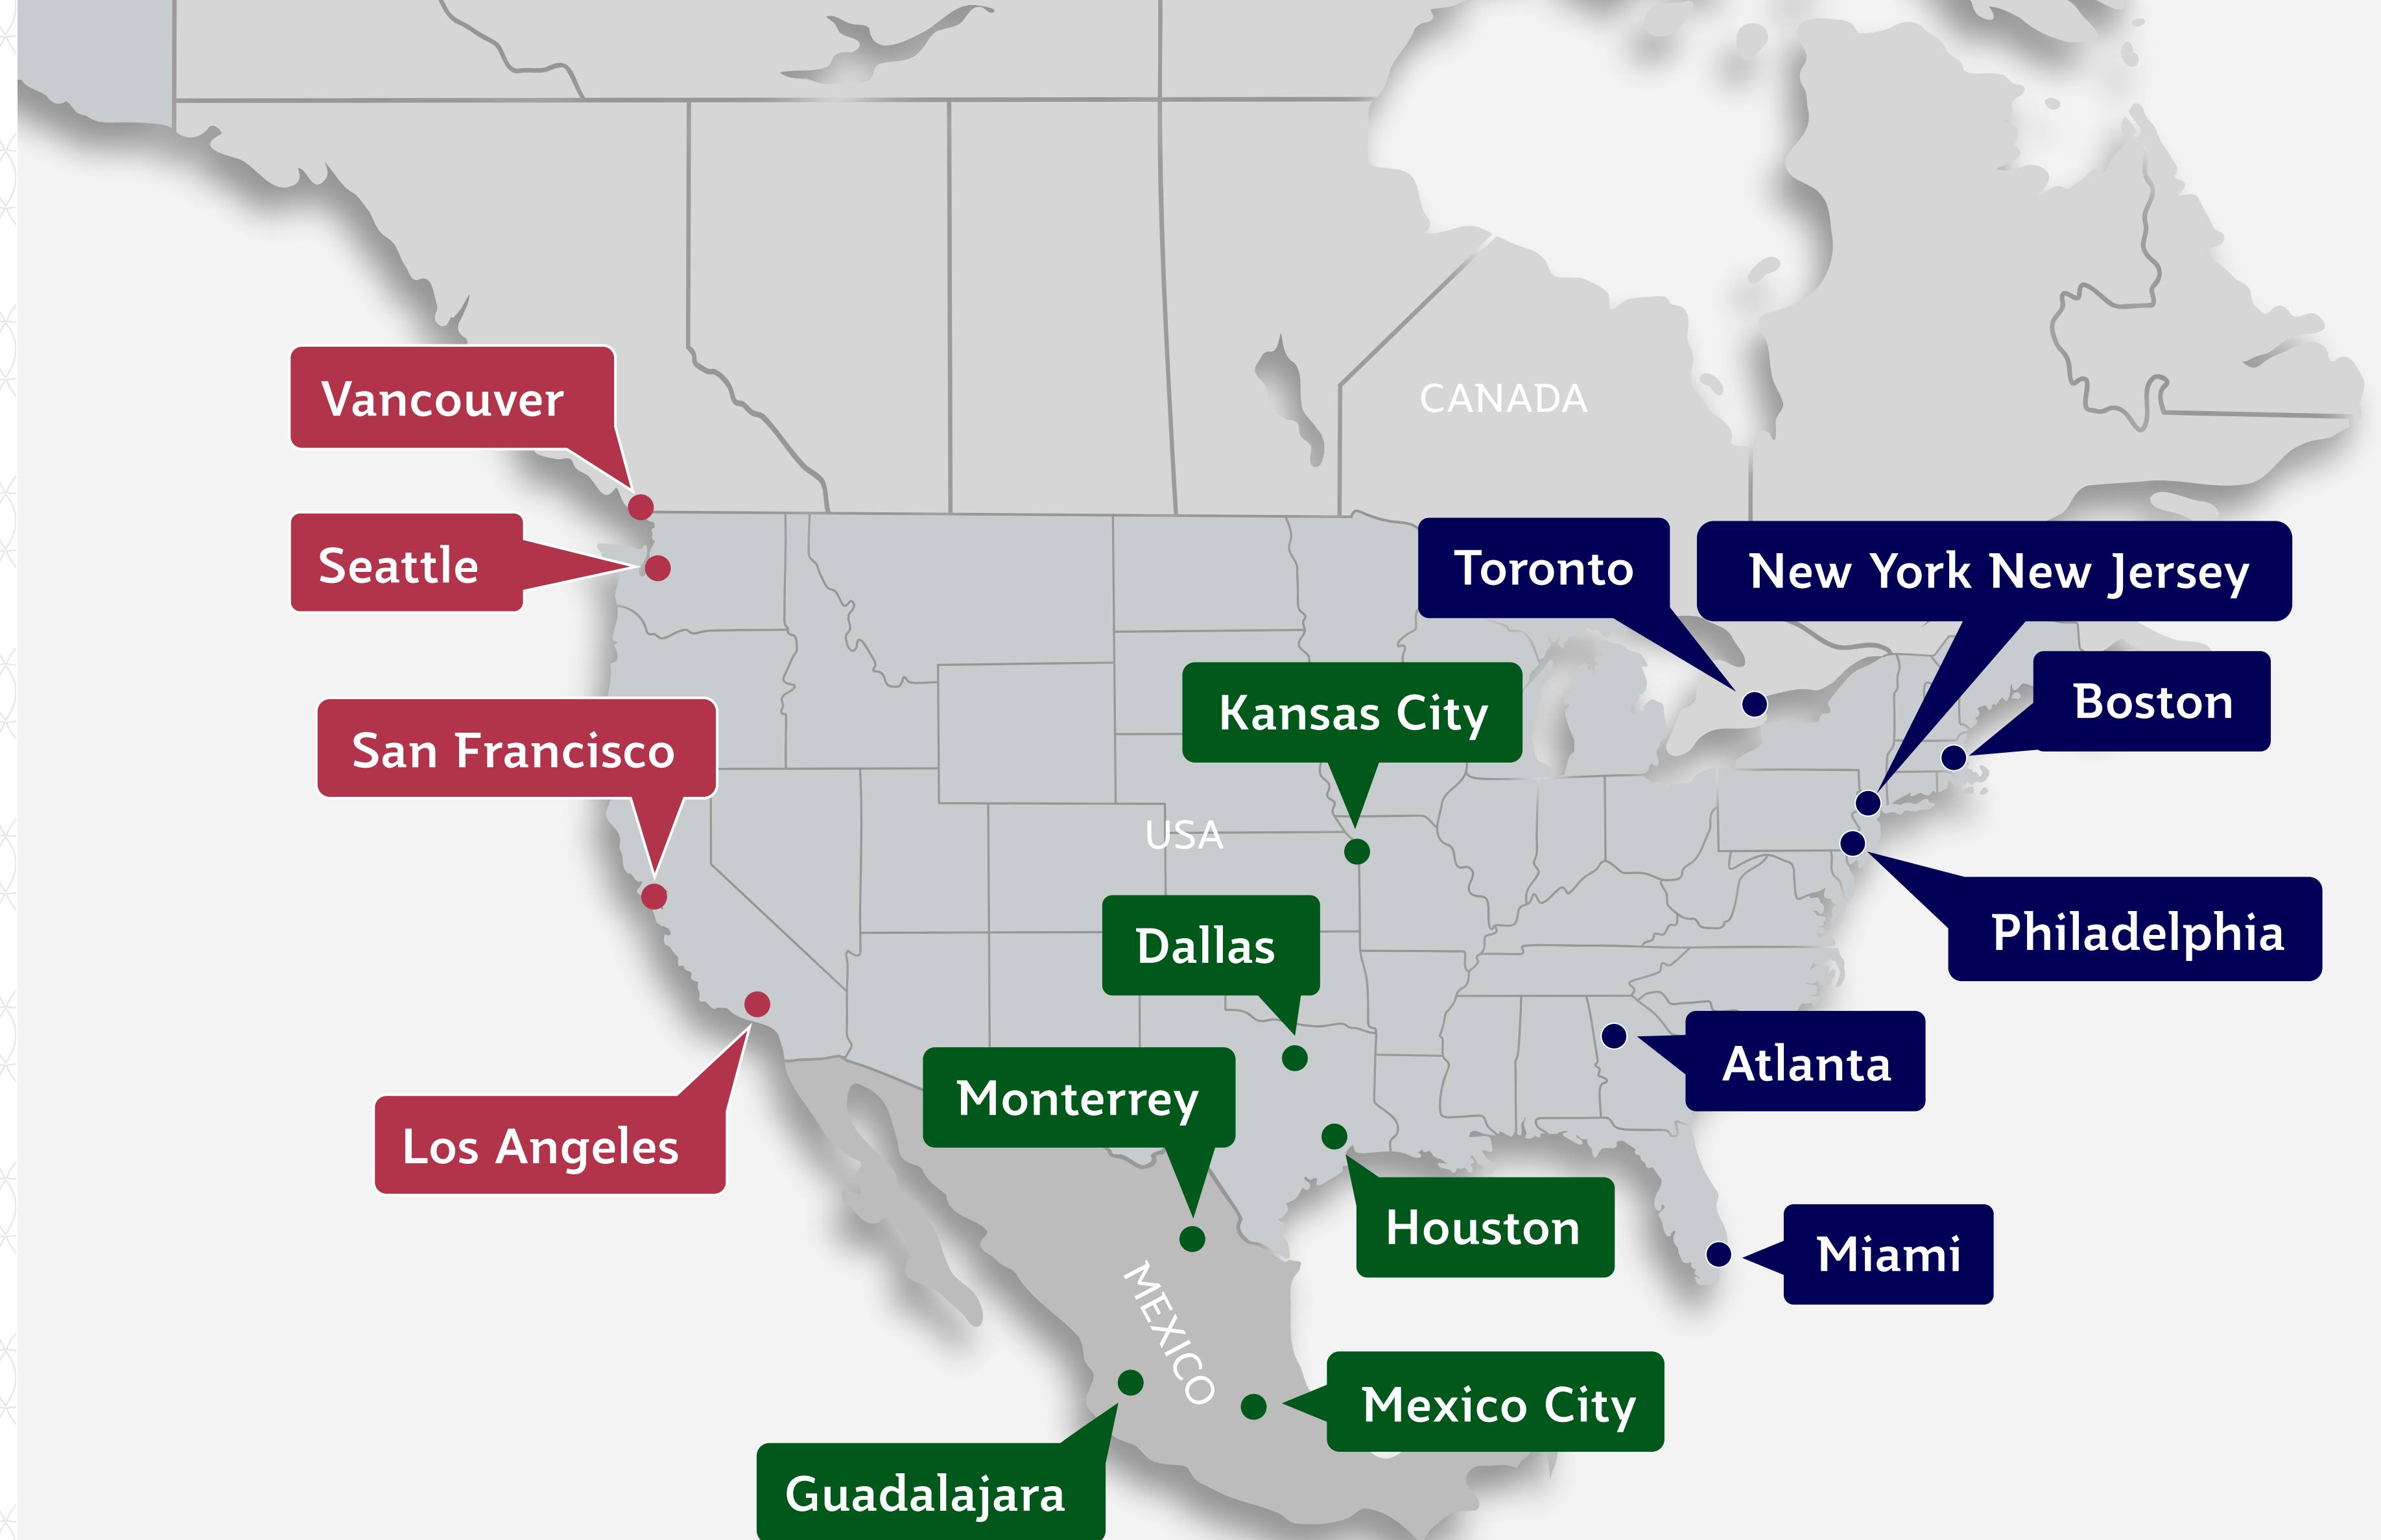 Vancouver
CANADA
Seattle
Toronto
New York New Jersey
Boston
Kansas City
San Francisco
USA
Philadelphia
Dallas
Atlanta
Monterrey
Los Angeles
Houston
Miami
MEXICO
Mexico City
Guadalajara